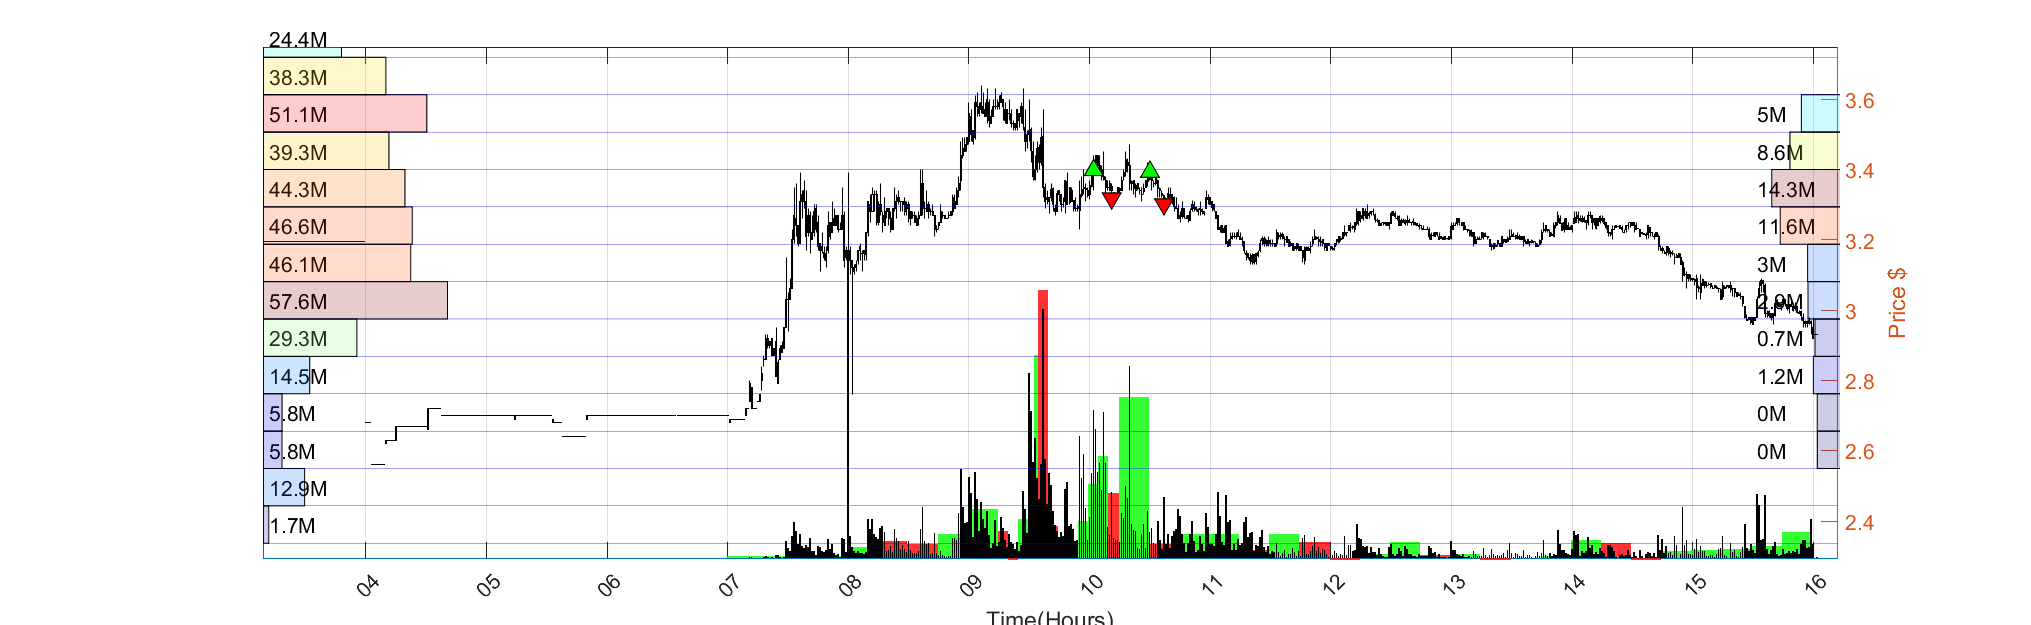 24.4M
38.3M
51.1M
39.3M
44.3M
46.6M
46.1M
57.6M
29.3M
14.5M
5.8M
5.8M
12.9M
1.7M
5M
8.6M
14.3M
11.6M
3M
2.9M
0.7M
1.2M
0M
0M
3.6
3.4
3.2
3
2.8
2.6
2.4
Price $
04 05 06 07 08 09 10 11 12 13 14 15 16
Time(Hours)